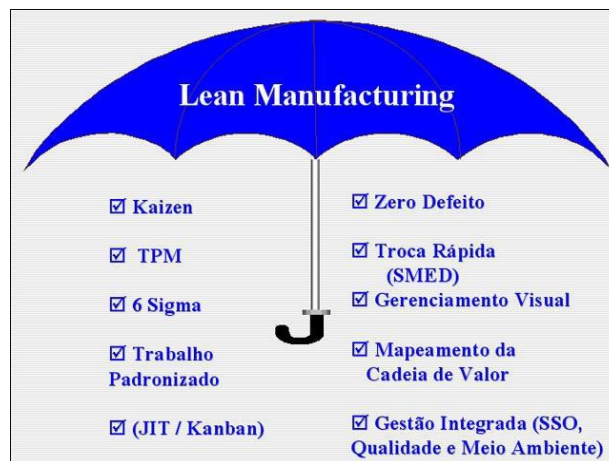 Lean Manufacturing
☑ Kaizen
☑ TPM
☑ 6 Sigma
☑ Trabalho
Padronizado
☑ (JIT / Kanban)
☑ Zero Defeito
☑ Troca Rápida
(SMED)
☑ Gerenciamento Visual
☑ Mapeamento da
Cadeia de Valor
☑ Gestão Integrada (SSO,
Qualidade e Meio Ambiente)